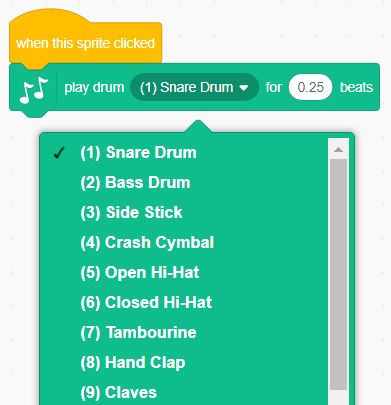 when this sprite clicked
play drum (1) Snare Drum for 0.25 beats
(1) Snare Drum
(2) Bass Drum
(3) Side Stick
(4) Crash Cymbal
(5) Open Hi-Hat
(6) Closed Hi-Hat
(7) Tambourine
(8) Hand Clap
(9) Claves